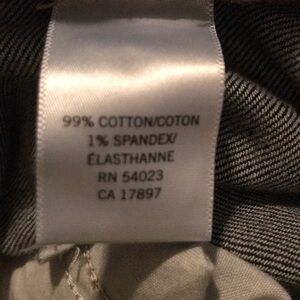 99% COTTON/COTON
1% SPANDEX/
ÉLASTHANNE
RN 54023
CA 17897